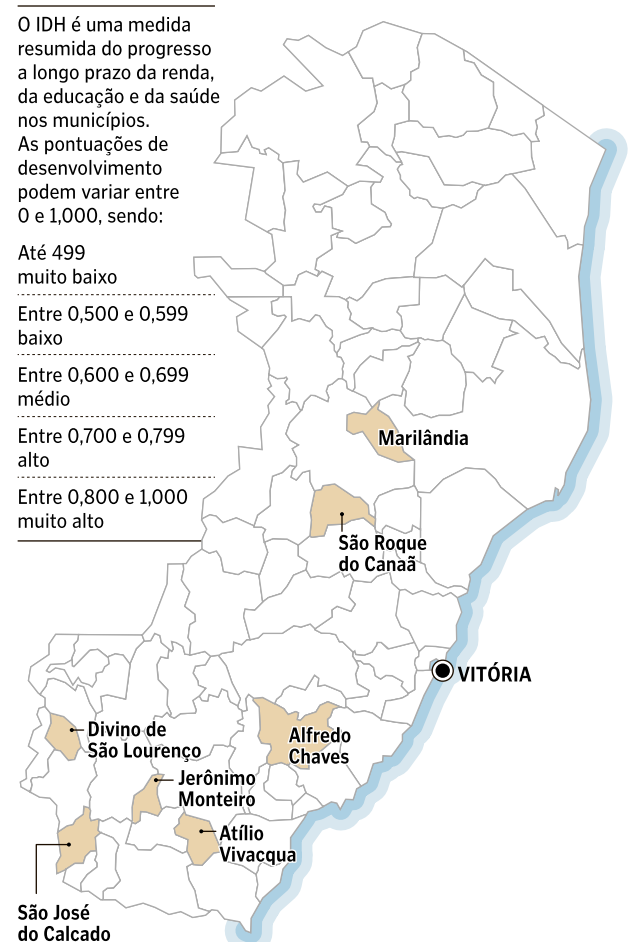 O IDH é uma medida
resumida do progresso
a longo prazo da renda,
da educação e da saúde
nos municípios.
As pontuações de
desenvolvimento
podem variar entre
0 e 1,000, sendo:
Até 499
muito baixo
Entre 0,500 e 0,599
baixo
Entre 0,600 e 0,699
médio
Entre 0,700 e 0,799
alto
Entre 0,800 e 1,000
muito alto
Marilândia
São Roque
do Canaã
VITÓRIA
Divino de
São Lourenço
Alfredo
Chaves
Jerônimo
Monteiro
Atílio
Vivacqua
São José
do Calcado